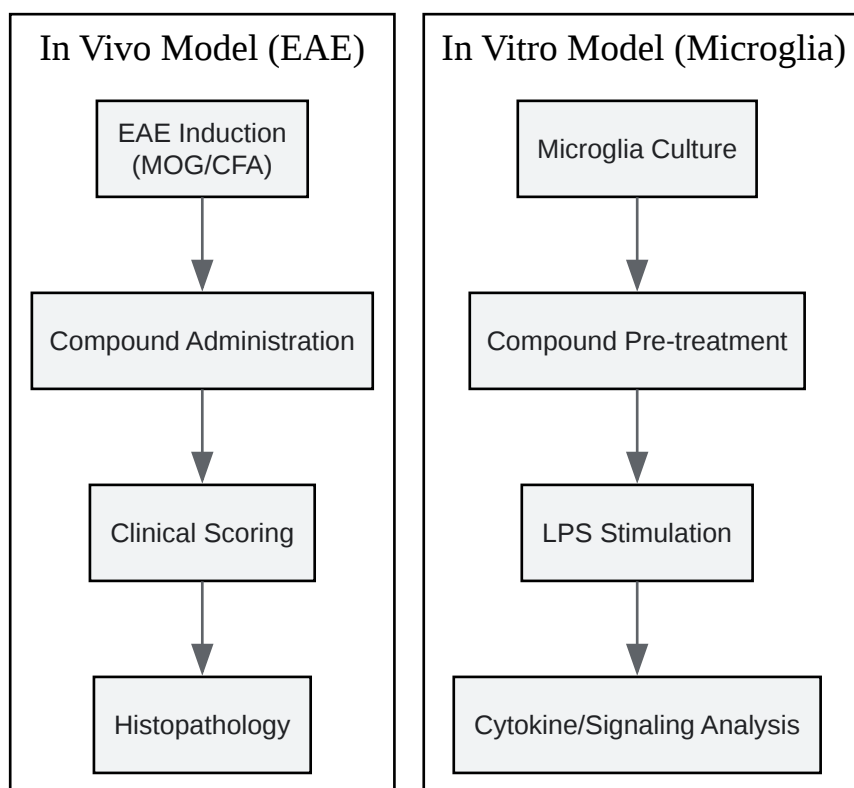 In Vivo Model (EAE)
EAE Induction
(MOG/CFA)
Compound Administration
Clinical Scoring
Histopathology
In Vitro Model (Microglia)
Microglia Culture
Compound Pre-treatment
LPS Stimulation
Cytokine/Signaling Analysis